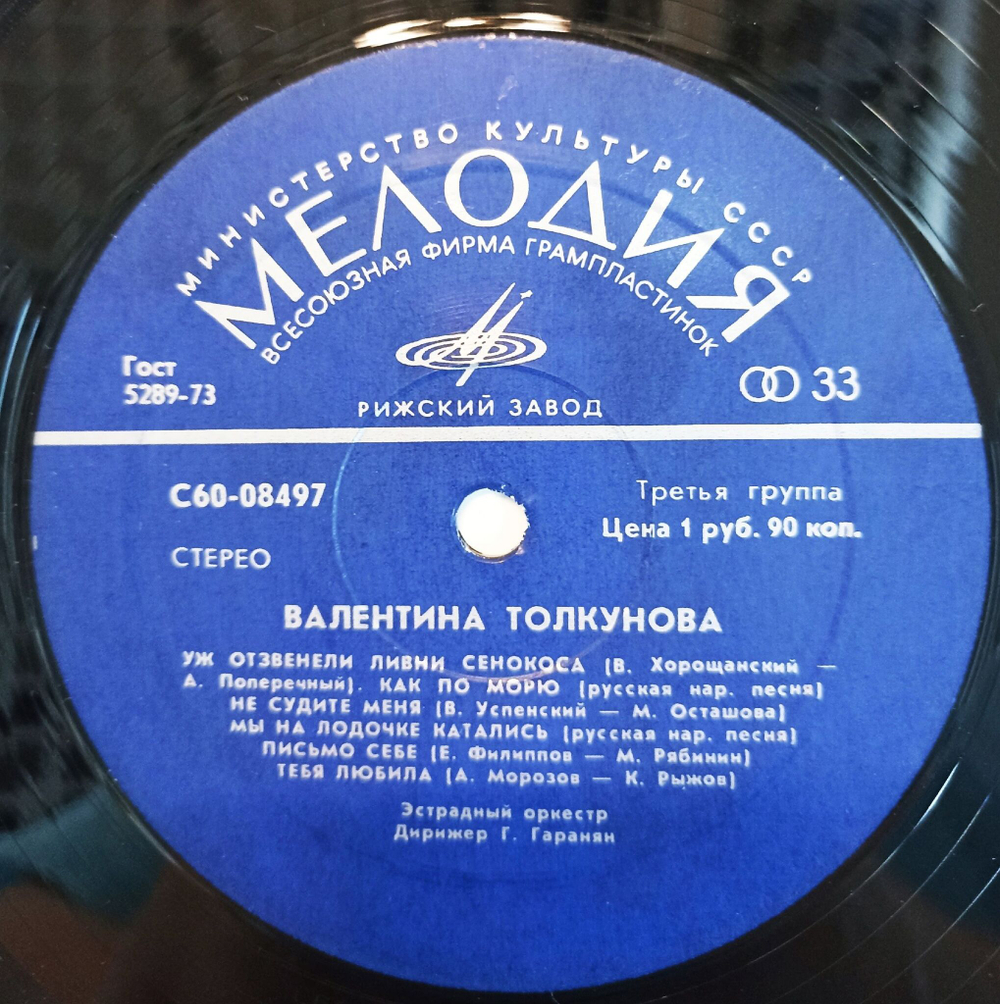 МИНИСТЕРСТВО КУЛЬТУРЫ СССР
МЕЛОДИЯ
ВСЕСОЮЗНАЯ ФИРМА ГРАМПЛАСТИНОК
Гост
5289-73
33
РИЖСКИЙ ЗАВОД
С60-08497
Третья группа
Цена 1 руб. 90 коп.
СТЕРЕО
ВАЛЕНТИНА ТОЛКУНОВА
УЖ ОТЗВЕНЕЛИ ЛИВНИ СЕНОКОСА (В. Хорощанский —
А. Поперечный). КАК ПО МОРЮ (русская нар. песня)
НЕ СУДИТЕ МЕНЯ (В. Успенский — М. Осташова)
МЫ НА ЛОДОЧКЕ КАТАЛИСЬ (русская нар. песня)
ПИСЬМО СЕБЕ (Е. Филиппов — М. Рябинин)
ТЕБЯ ЛЮБИЛА (А. Морозов — К. Рыжов)
Эстрадный оркестр
Дирижер Г. Гаранян